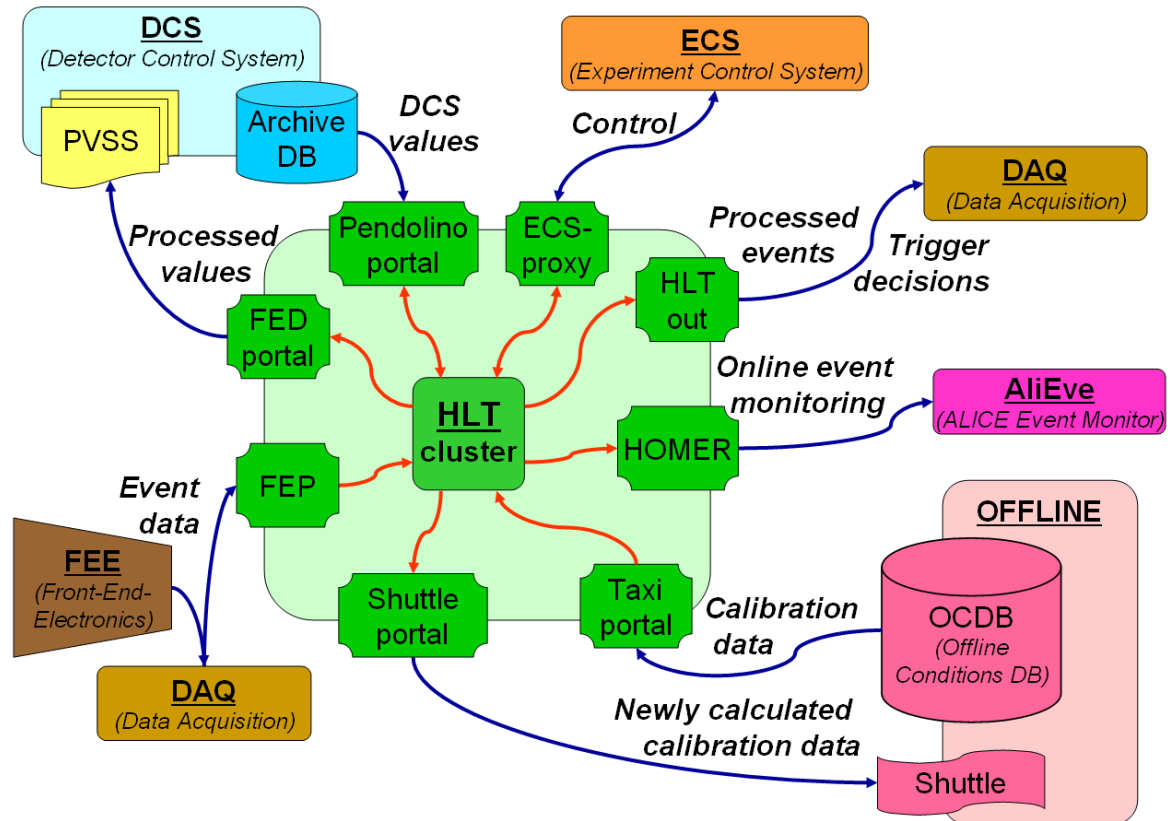 DCS
(Detector Control System)
PVSS
Archive
DB
DCS
values
ECS
(Experiment Control System)
Control
DAQ
(Data Acquisition)
Processed
values
Pendolino
portal
ECS-
proxy
Processed
events
Trigger
decisions
HLT
out
FED
portal
HLT
cluster
Online event
monitoring
AliEve
(ALICE Event Monitor)
HOMER
FEP
Event
data
FEE
(Front-End-
Electronics)
DAQ
(Data Acquisition)
Shuttle
portal
Taxi
portal
Calibration
data
OFFLINE
OCDB
(Offline
Conditions DB)
Newly calculated
calibration data
Shuttle